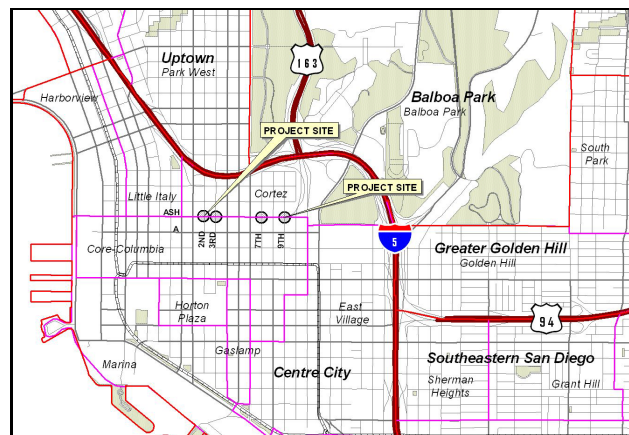 Uptown
Park West
163
Harborview
Balboa Park
Balboa Park
PROJECT SITE
South
Park
PROJECT SITE
Little Italy
Cortez
ASH
A
2ND
3RD
7TH
9TH
Core-Columbia
5
Greater Golden Hill
Golden Hill
Horton
Plaza
East
Village
94
Gaslamp
Marina
Centre City
Southeastern San Diego
Sherman
Heights
Grant Hill